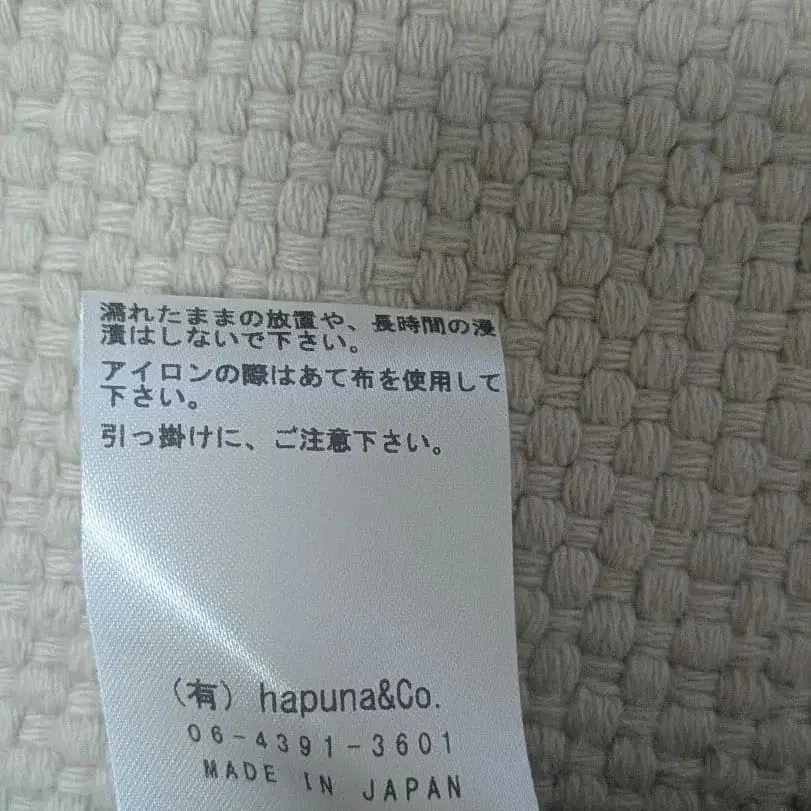 濡れたままの放置や、長時間の浸
漬はしないで下さい。
アイロンの際はあて布を使用して
下さい。
引っ掛けに、ご注意下さい。
(有) hapuna&Co.
06-4391-3601
MADE IN JAPAN